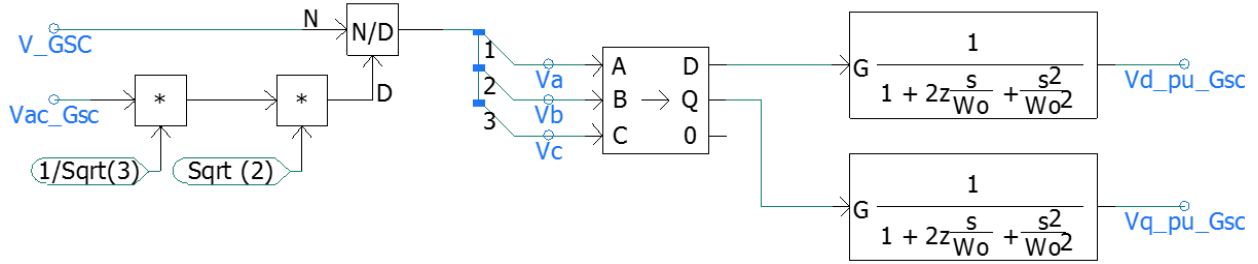 V_GSC
N
N/D
Vac_Gsc
*
*
D
1/Sqrt(3)
Sqrt (2)
1
2
3
Va
Vb
Vc
A
B
C
D
Q
0
G
1
1 + 2z s/Wo + s2/Wo2
Vd_pu_Gsc
G
1
1 + 2z s/Wo + s2/Wo2
Vq_pu_Gsc